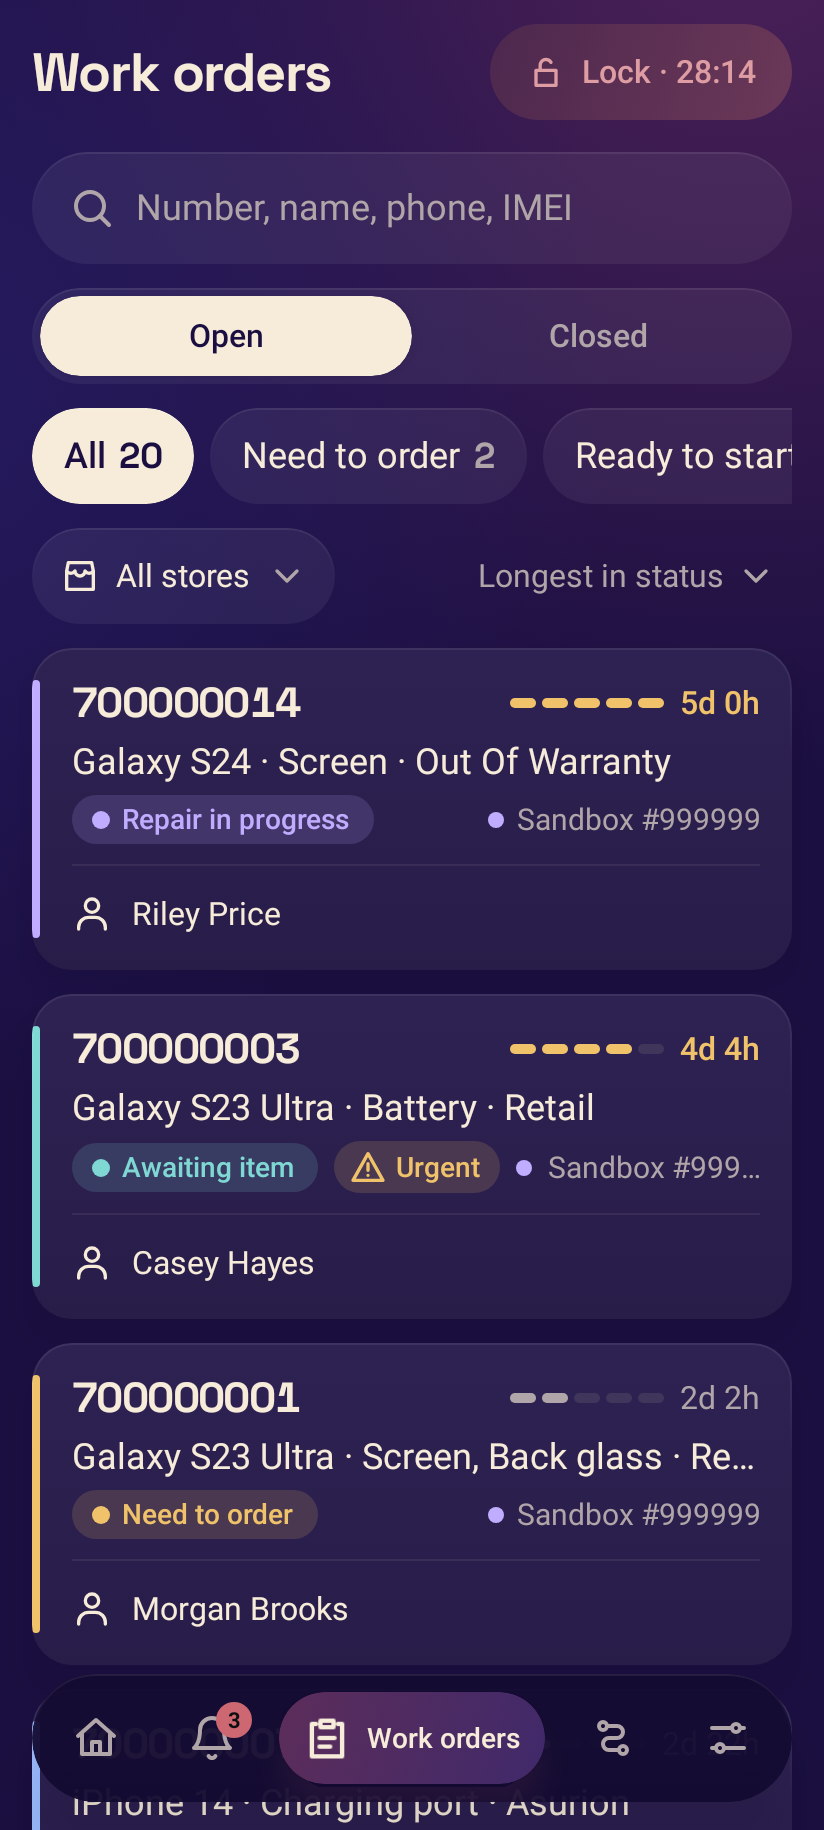 Work orders
Lock · 28:14
Number, name, phone, IMEI
Open
Closed
All 20
Need to order 2
Ready to start
All stores
Longest in status
700000014
5d 0h
Galaxy S24 · Screen · Out Of Warranty
Repair in progress
Sandbox #999999
Riley Price
700000003
4d 4h
Galaxy S23 Ultra · Battery · Retail
Awaiting item
Urgent
Sandbox #999...
Casey Hayes
700000001
2d 2h
Galaxy S23 Ultra · Screen, Back glass · Re...
Need to order
Sandbox #999999
Morgan Brooks
3
Work orders
iPhone 14 · Charging port · Asurion